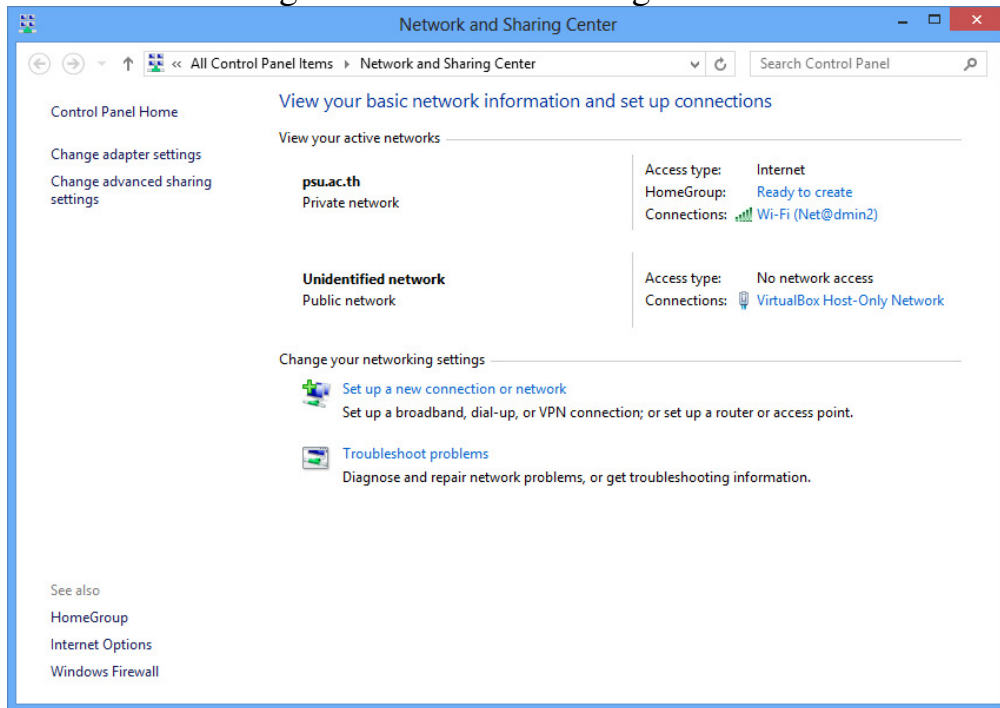 Network and Sharing Center
« All Control Panel Items Network and Sharing Center
Search Control Panel
Control Panel Home
Change adapter settings
Change advanced sharing
settings
View your basic network information and set up connections
View your active networks
psu.ac.th
Private network
Access type: Internet
HomeGroup: Ready to create
Connections: Wi-Fi (Net@dmin2)
Unidentified network
Public network
Access type: No network access
Connections: VirtualBox Host-Only Network
Change your networking settings
Set up a new connection or network
Set up a broadband, dial-up, or VPN connection; or set up a router or access point.
Troubleshoot problems
Diagnose and repair network problems, or get troubleshooting information.
See also
HomeGroup
Internet Options
Windows Firewall